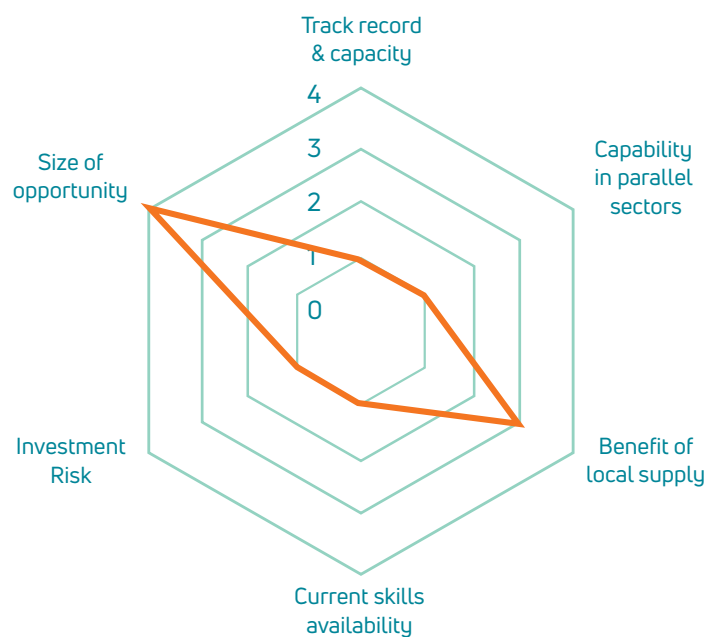 Track record
& capacity
4
3
2
1
0
Capability
in parallel
sectors
Size of
opportunity
Investment
Risk
Benefit of
local supply
Current skills
availability